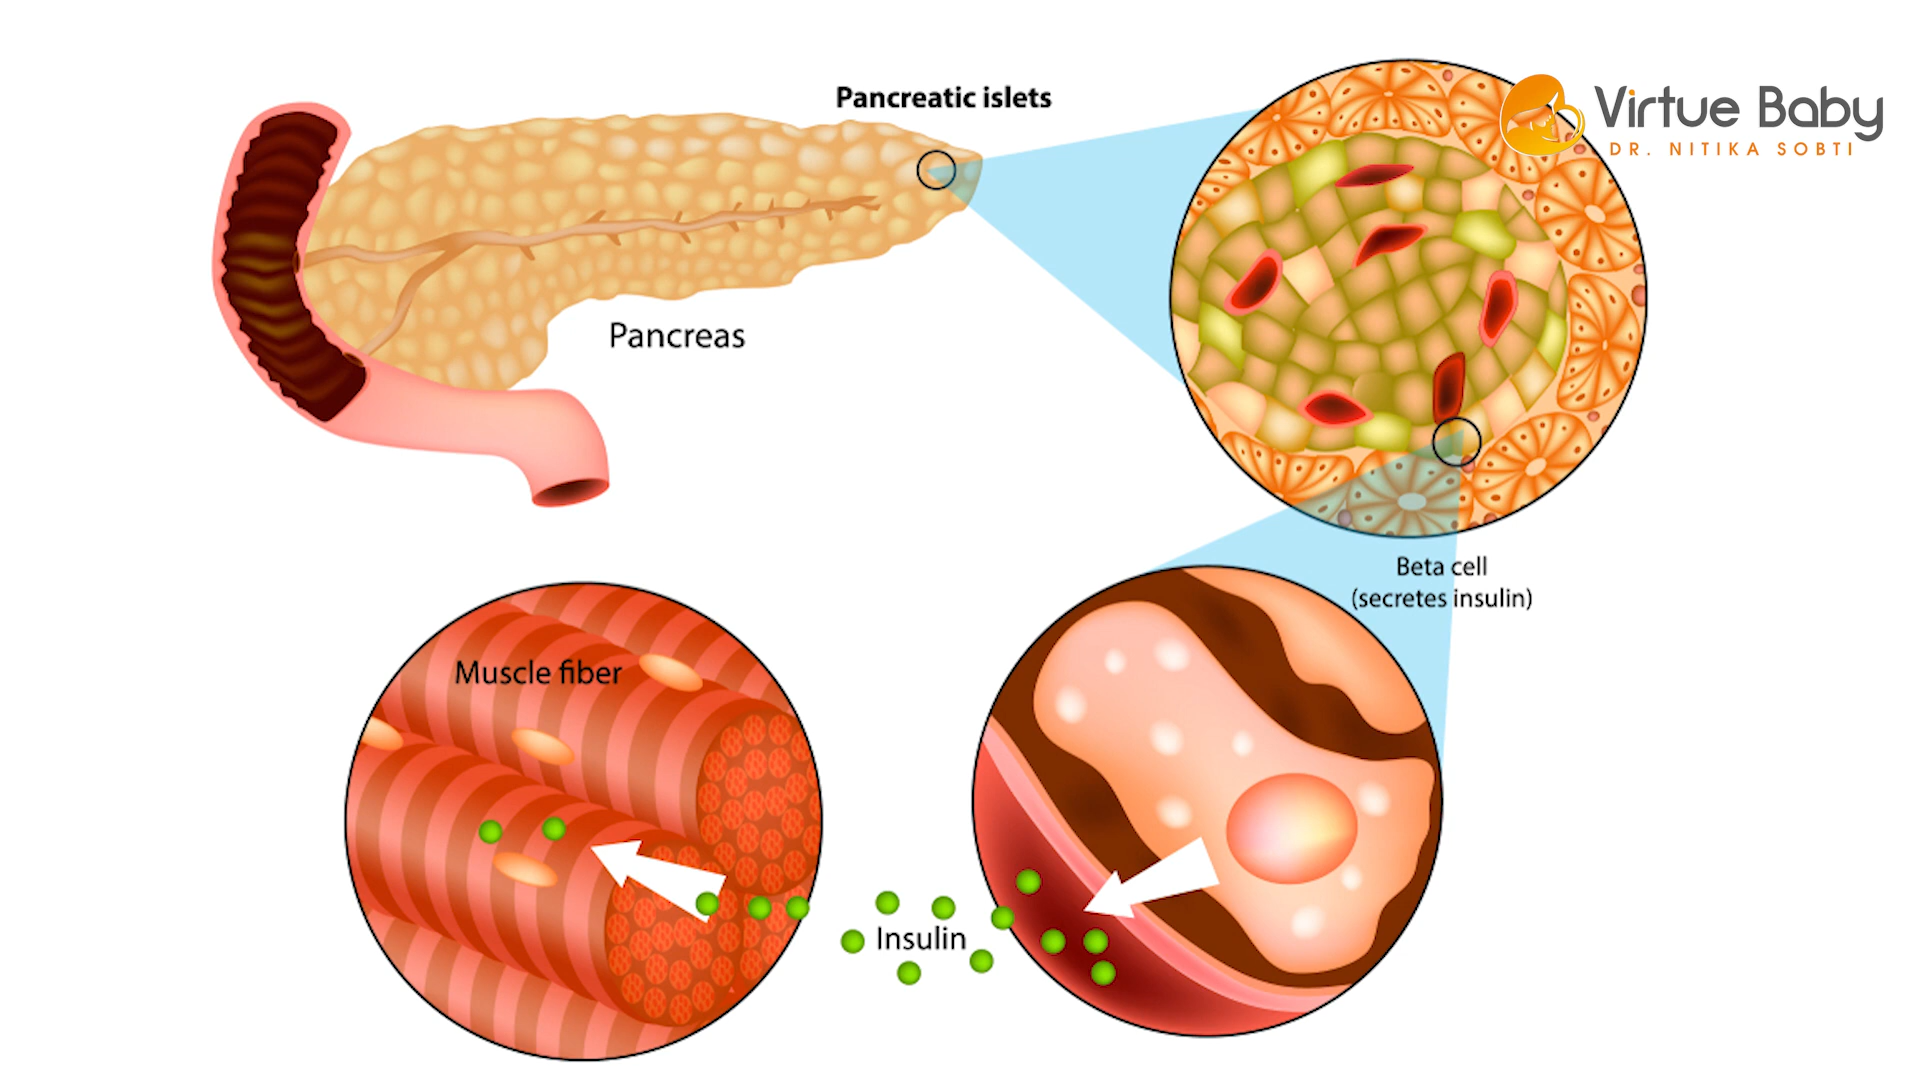 Pancreatic islets
Virtue Baby
DR. NITIKA SOBTI
Pancreas
Beta cell
(secretes insulin)
Muscle fiber
Insulin